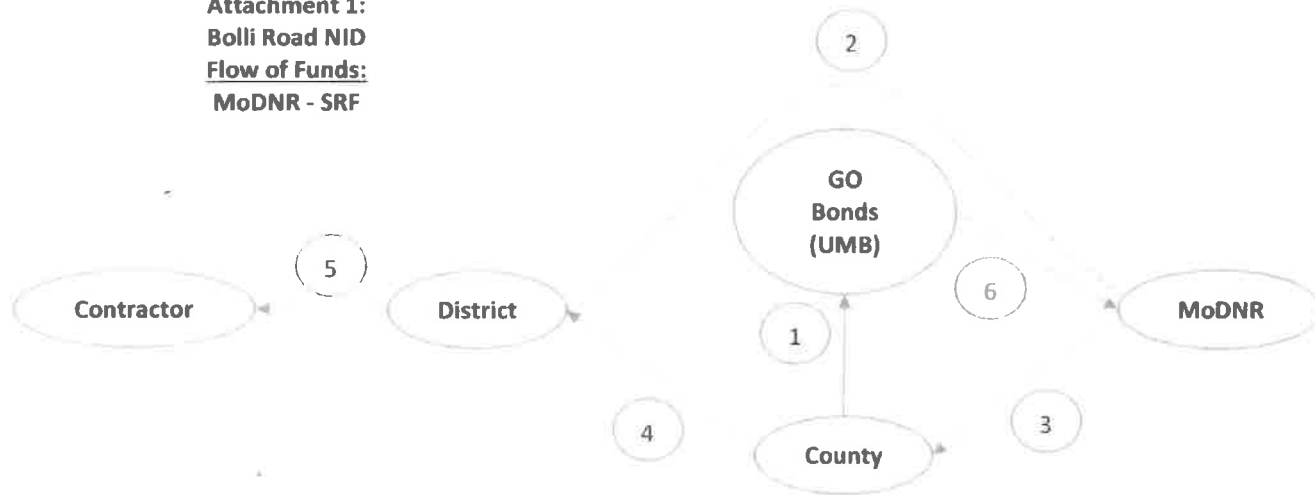 Attachment 1:
Bolli Road NID
Flow of Funds:
MoDNR - SRF
2
GO
Bonds
(UMB)
5
6
Contractor
District
MoDNR
1
4
3
County